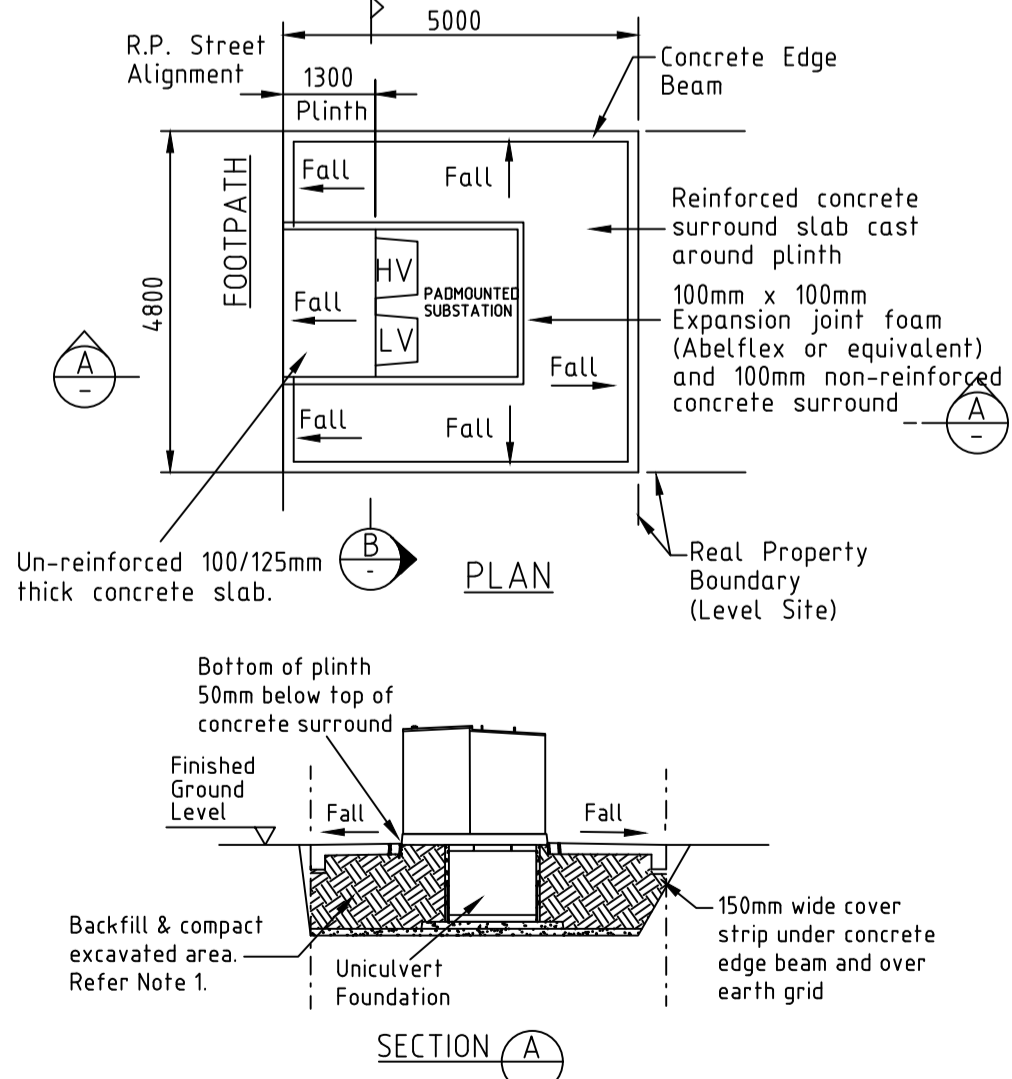 5000
R.P. Street
Alignment
1300
Plinth
Concrete Edge
Beam
FOOTPATH
4800
Fall
Fall
Reinforced concrete
surround slab cast
around plinth
HV
PADMOUNTED
SUBSTATION
LV
Fall
100mm x 100mm
Expansion joint foam
(Abelflex or equivalent)
and 100mm non-reinforced
concrete surround
A
-
Fall
A
-
Fall
Fall
Un-reinforced 100/125mm
thick concrete slab.
B
-
PLAN
Real Property
Boundary
(Level Site)
Bottom of plinth
50mm below top of
concrete surround
Finished
Ground
Level
Fall
Fall
Backfill & compact
excavated area.
Refer Note 1.
Uniculvert
Foundation
150mm wide cover
strip under concrete
edge beam and over
earth grid
SECTION A